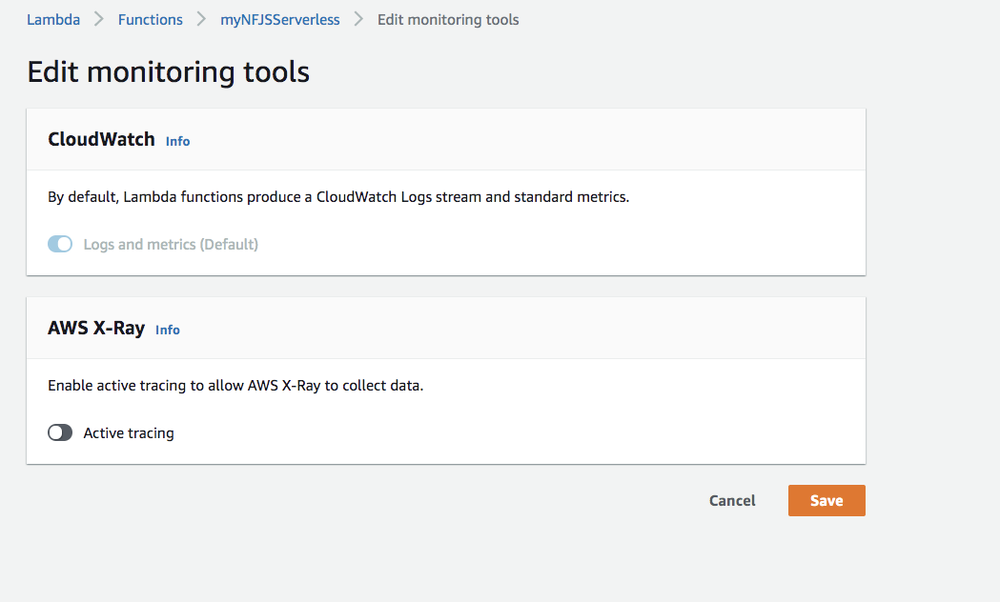 Lambda > Functions > myNFJSServerless > Edit monitoring tools
Edit monitoring tools
CloudWatch Info
By default, Lambda functions produce a CloudWatch Logs stream and standard metrics.
Logs and metrics (Default)
AWS X-Ray Info
Enable active tracing to allow AWS X-Ray to collect data.
Active tracing
Cancel Save